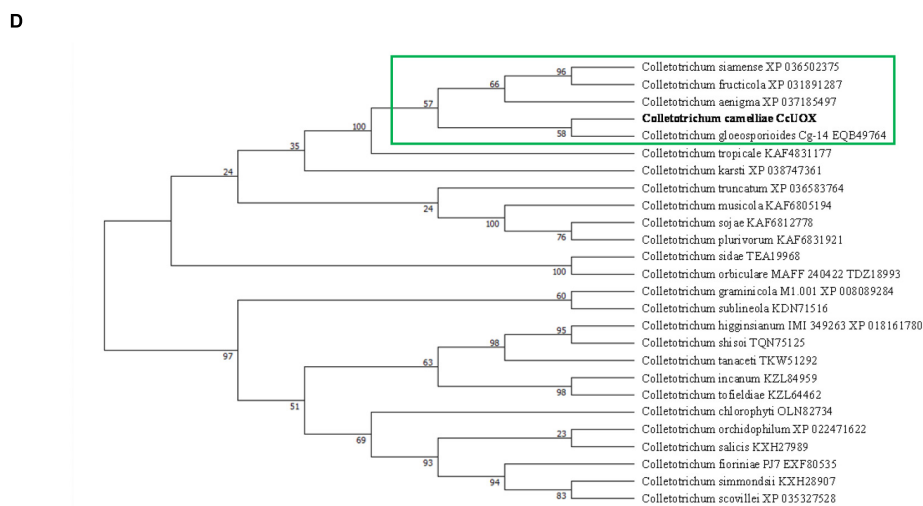 D
Colletotrichum siamense XP 036502375
96
Colletotrichum fructicola XP 031891287
66
Colletotrichum aenigma XP 037185497
57
Colletotrichum camelliae CcUOX
100
58
Colletotrichum gloeosporioides Cg-14 EQB49764
35
Colletotrichum tropicale KAF4831177
24
Colletotrichum karsti XP 038747361
Colletotrichum truncatum XP 036583764
24
Colletotrichum musicola KAF6805194
100
Colletotrichum sojae KAF6812778
76
Colletotrichum plurivorum KAF6831921
Colletotrichum sidae TEA19968
100
Colletotrichum orbiculare MAFF 240422 TDZ18993
Colletotrichum graminicola M1.001 XP 008089284
60
Colletotrichum sublineola KDN71516
Colletotrichum higginsianum IMI 349263 XP 018161780
95
98
Colletotrichum shisoi TQN75125
97
63
Colletotrichum tanaceti TKW51292
Colletotrichum incanum KZL84959
98
Colletotrichum tofieldiae KZL64462
51
Colletotrichum chlorophyti OLN82734
69
Colletotrichum orchidophilum XP 022471622
23
Colletotrichum salicis KXH27989
93
Colletotrichum fioriniae PJ7 EXF80535
94
Colletotrichum simmondsii KXH28907
83
Colletotrichum scovillei XP 035327528